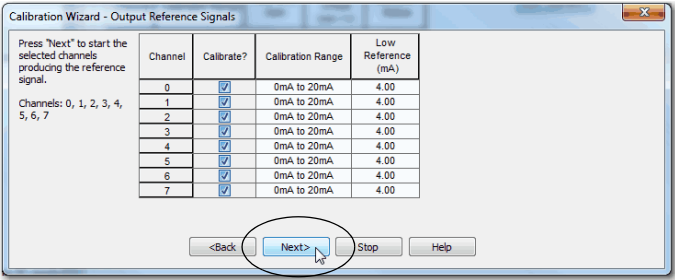 Calibration Wizard - Output Reference Signals
Press "Next" to start the
selected channels
producing the reference
signal.
Channels: 0, 1, 2, 3, 4,
5, 6, 7
Channel Calibrate? Calibration Range Low Reference (mA)
0 0mA to 20mA 4.00
1 0mA to 20mA 4.00
2 0mA to 20mA 4.00
3 0mA to 20mA 4.00
4 0mA to 20mA 4.00
5 0mA to 20mA 4.00
6 0mA to 20mA 4.00
7 0mA to 20mA 4.00
<Back Next> Stop Help